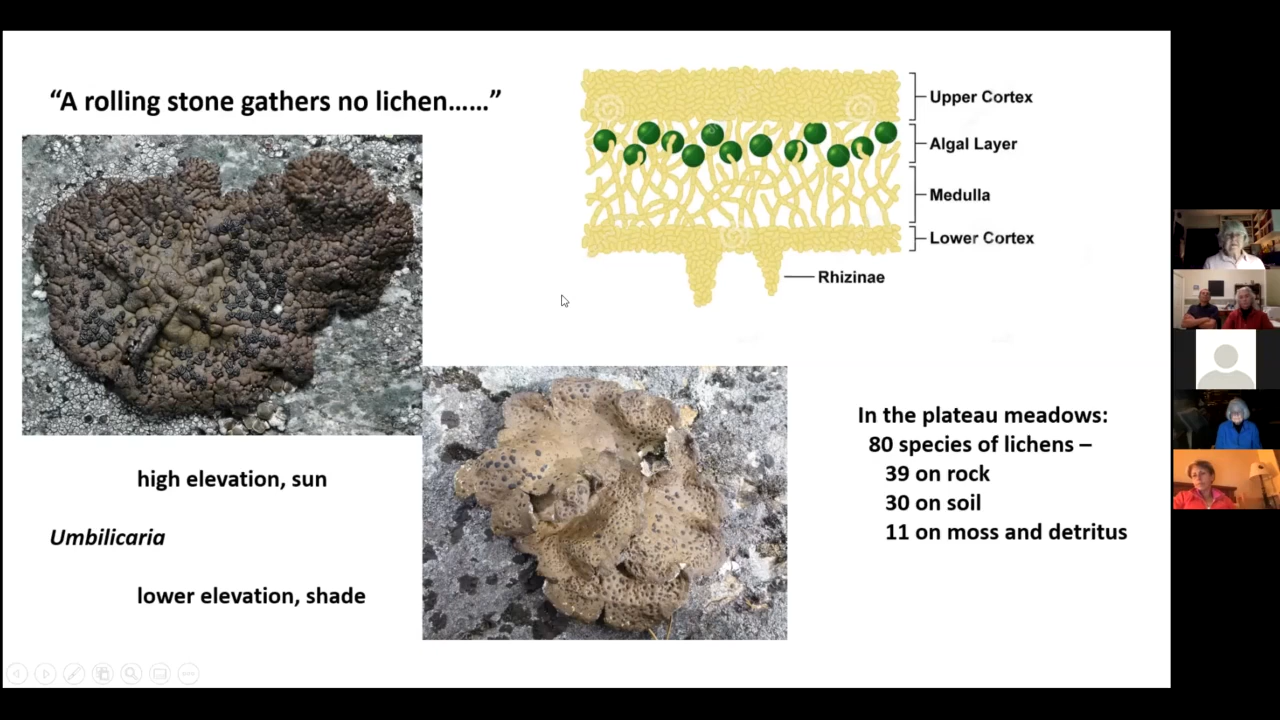 “A rolling stone gathers no lichen……”
Upper Cortex
Algal Layer
Medulla
Lower Cortex
Rhizinae
high elevation, sun
Umbilicaria
lower elevation, shade
In the plateau meadows:
80 species of lichens –
39 on rock
30 on soil
11 on moss and detritus